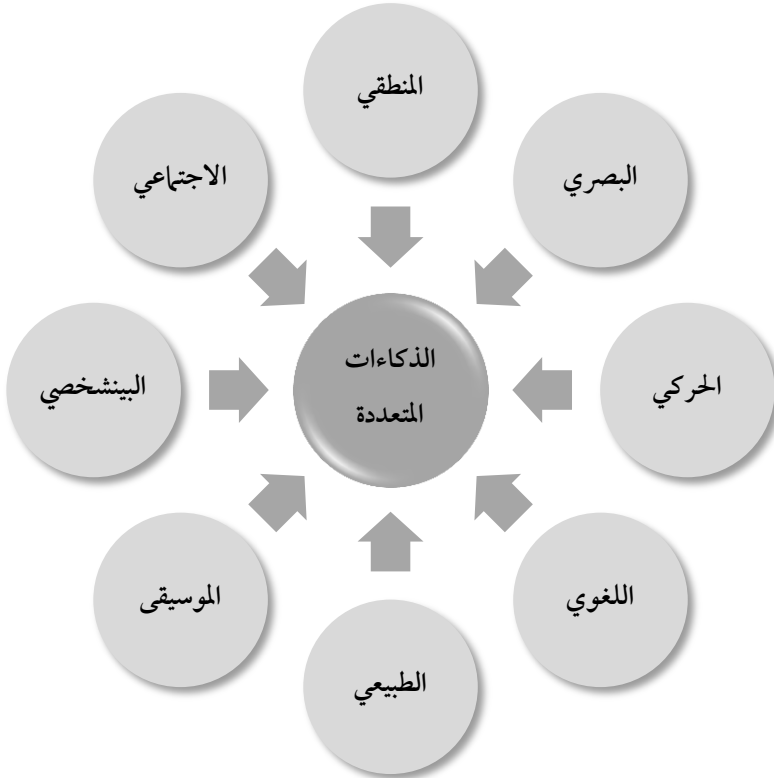 المنطقي
البصري
الحركي
اللغوي
الطبيعي
الموسيقى
البينشخصي
الاجتماعي
الذكاءات
المتعددة